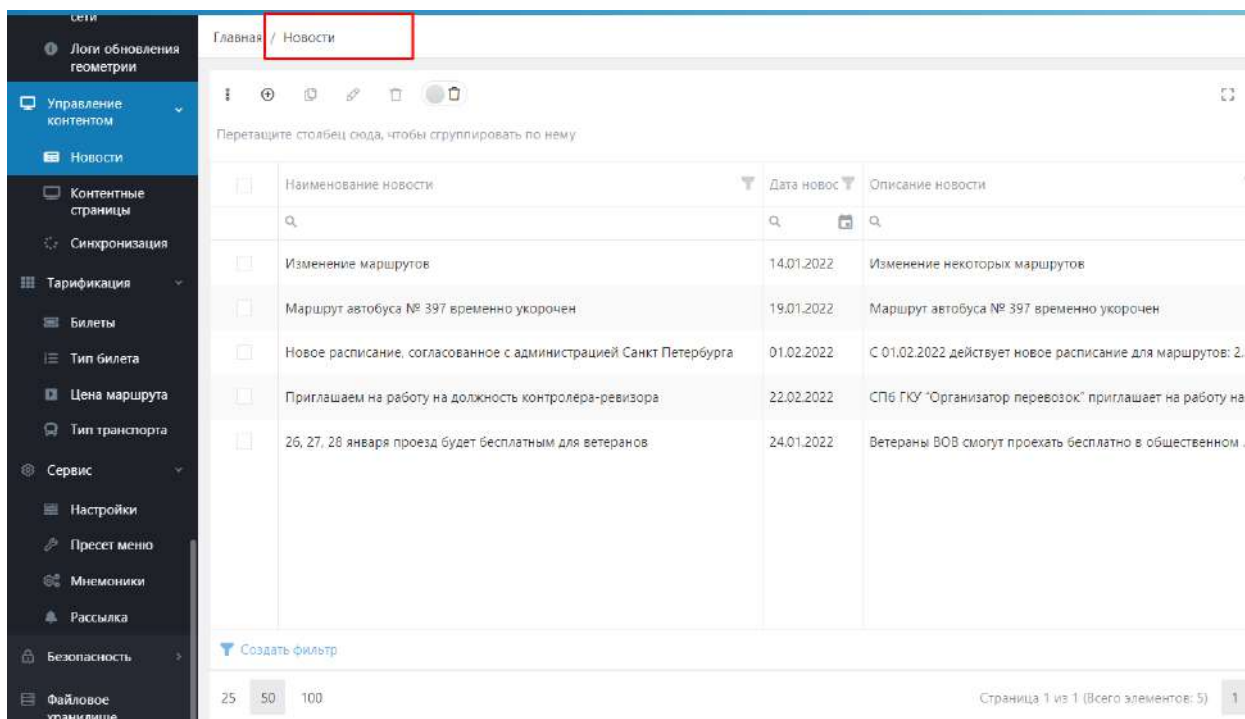 сети
Логи обновления
геометрии
Управление
контентом
Новости
Контентные
страницы
Синхронизация
Тарификация
Билеты
Тип билета
Цена маршрута
Тип транспорта
Сервис
Настройки
Пресет меню
Мнемоники
Рассылка
Безопасность
Файловое
хранилище
Главная / Новости
Перетащите столбец сюда, чтобы сгруппировать по нему
Наименование новости Дата новос Описание новости
Изменение маршрутов 14.01.2022 Изменение некоторых маршрутов
Маршрут автобуса № 397 временно укорочен 19.01.2022 Маршрут автобуса № 397 временно укорочен
Новое расписание, согласованное с администрацией Санкт Петербурга 01.02.2022 С 01.02.2022 действует новое расписание для маршрутов: 2.
Приглашаем на работу на должность контролера-ревизора 22.02.2022 СПб ГКУ "Организатор перевозок" приглашает на работу на
26, 27, 28 января проезд будет бесплатным для ветеранов 24.01.2022 Ветераны ВОВ смогут проехать бесплатно в общественном .
Создать фильтр
25 50 100 Страница 1 из 1 (Всего элементов: 5) 1